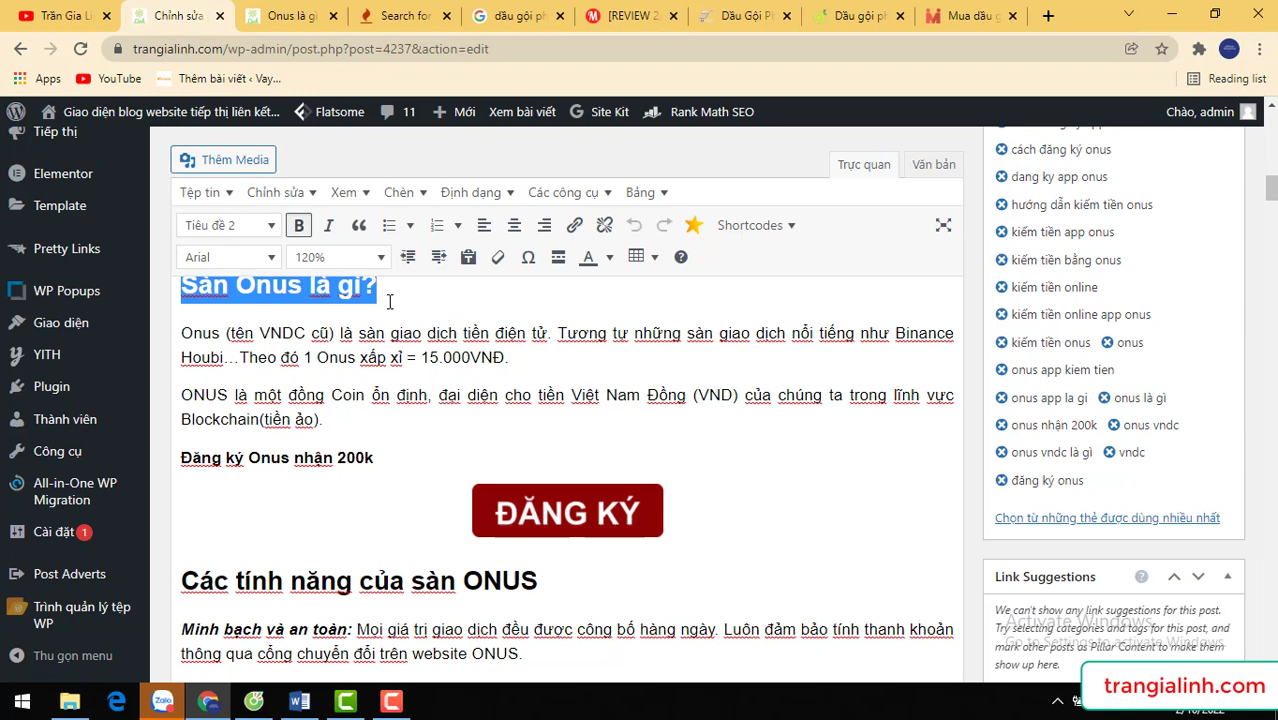 Trăn Gia Li
Chỉnh sửa
Onus là gì
Search for
dầu gội ph
[REVIEW 2
Dầu Gội Ph
Dầu gội ph
Mua dầu g
trangialinh.com/wp-admin/post.php?post=4237&action=edit
Apps
YouTube
Thêm bài viết ‹ Vay...
Reading list
Giao diện blog website tiếp thị liên kết...
Flatsome
11
Mới
Xem bài viết
Site Kit
Rank Math SEO
Chào, admin
Tiếp thị
Elementor
Template
Pretty Links
WP Popups
Giao diện
YITH
Plugin
Thành viên
Công cụ
All-in-One WP
Migration
Cài đặt 1
Post Adverts
Trình quản lý tệp
WP
Thu gọn menu
Thêm Media
Trực quan
Văn bản
Tệp tin
Chỉnh sửa
Xem
Chèn
Định dạng
Các công cụ
Bảng
Tiêu đề 2
B
I
Shortcodes
Arial
120%
A
Sàn Onus là gì?
Onus (tên VNDC cũ) là sàn giao dịch tiền điện tử. Tương tự những sàn giao dịch nổi tiếng như Binance
Houbi…Theo đó 1 Onus xấp xỉ = 15.000VNĐ.
ONUS là một đồng Coin ổn định, đại diện cho tiền Việt Nam Đồng (VND) của chúng ta trong lĩnh vực
Blockchain(tiền ảo).
Đăng ký Onus nhận 200k
ĐĂNG KÝ
Các tính năng của sàn ONUS
Minh bạch và an toàn: Mọi giá trị giao dịch đều được công bố hàng ngày. Luôn đảm bảo tính thanh khoản
thông qua cổng chuyển đổi trên website ONUS.
cách đăng ký onus
dang ky app onus
hướng dẫn kiếm tiền onus
kiếm tiền app onus
kiếm tiền bằng onus
kiếm tiền online
kiếm tiền online app onus
kiếm tiền onus
onus
onus app kiem tien
onus app la gi
onus là gì
onus nhận 200k
onus vndc
onus vndc là gì
vndc
đăng ký onus
Chọn từ những thẻ được dùng nhiều nhất
Link Suggestions
We can't show any link suggestions for this post.
Try selecting categories and tags for this post, and
mark other posts as Pillar Content to make them
show up here.
Activate Windows
Go to Settings to activate Windows.
Zalo
trangialinh.com